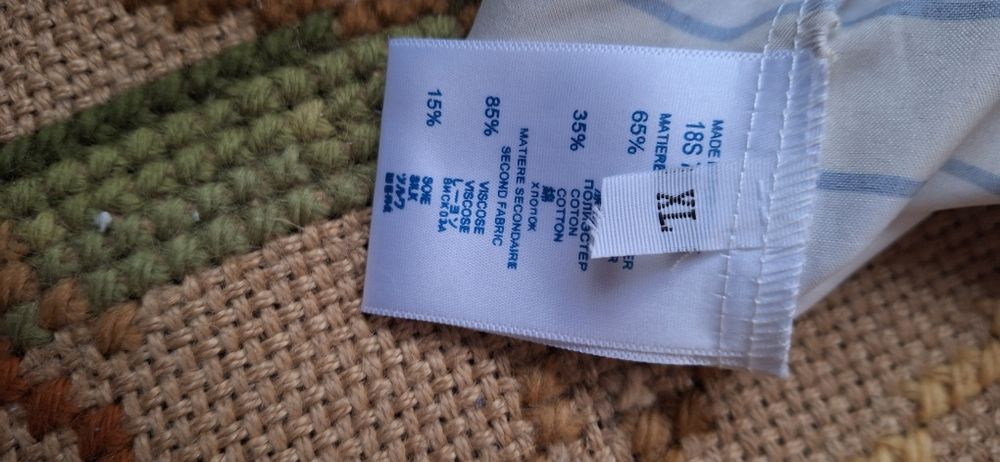 MADE
18S
MATIERE
65%
ER
ПОЛИЭСТЕР
35% COTTON
COTTON
綿
ХЛОПОК
MATIERE SECONDAIRE
SECOND FABRIC
85% VISCOSE
VISCOSE
レーヨン
ВИСКОЗА
15% SOIE
SILK
シルク
XL